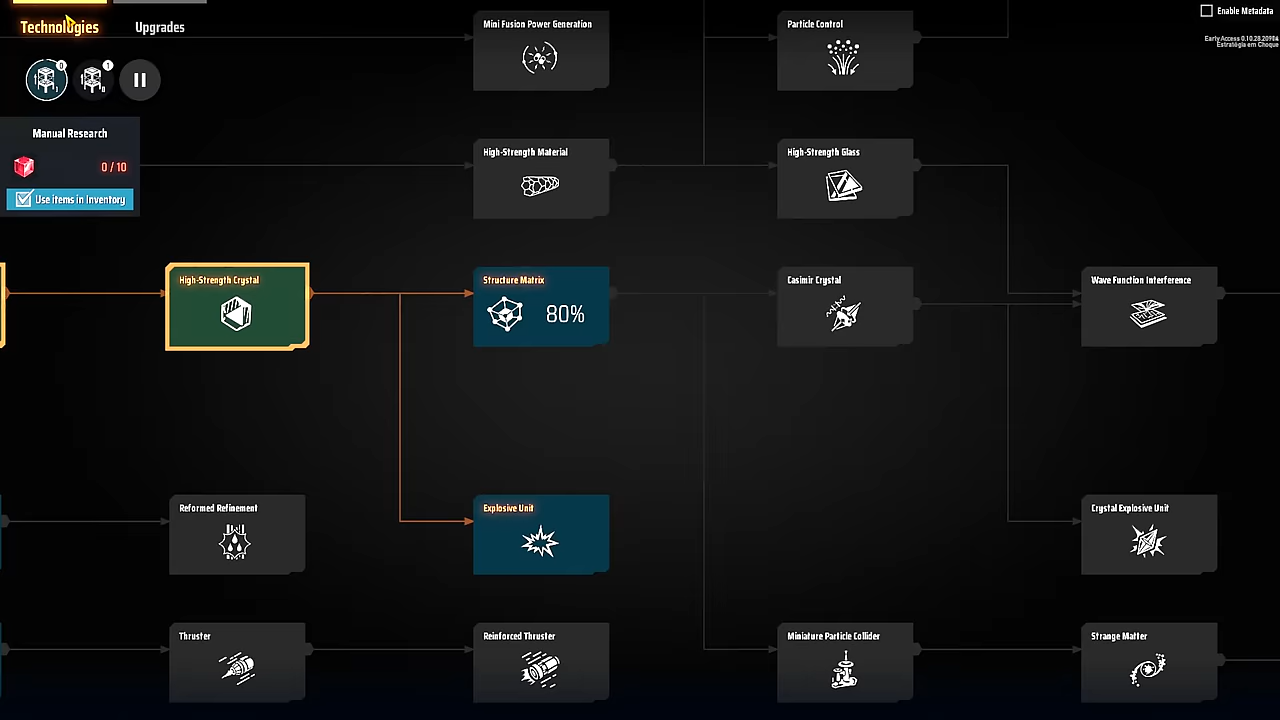 Technologies
Upgrades
Enable Metadata
Early Access 0.10.28.20984
Estratégia em Choque
0
1
Manual Research
0 / 10
Use items in Inventory
Mini Fusion Power Generation
Particle Control
High-Strength Material
High-Strength Glass
High-Strength Crystal
Structure Matrix
80%
Casimir Crystal
Wave Function Interference
Reformed Refinement
Explosive Unit
Crystal Explosive Unit
Thruster
Reinforced Thruster
Miniature Particle Collider
Strange Matter